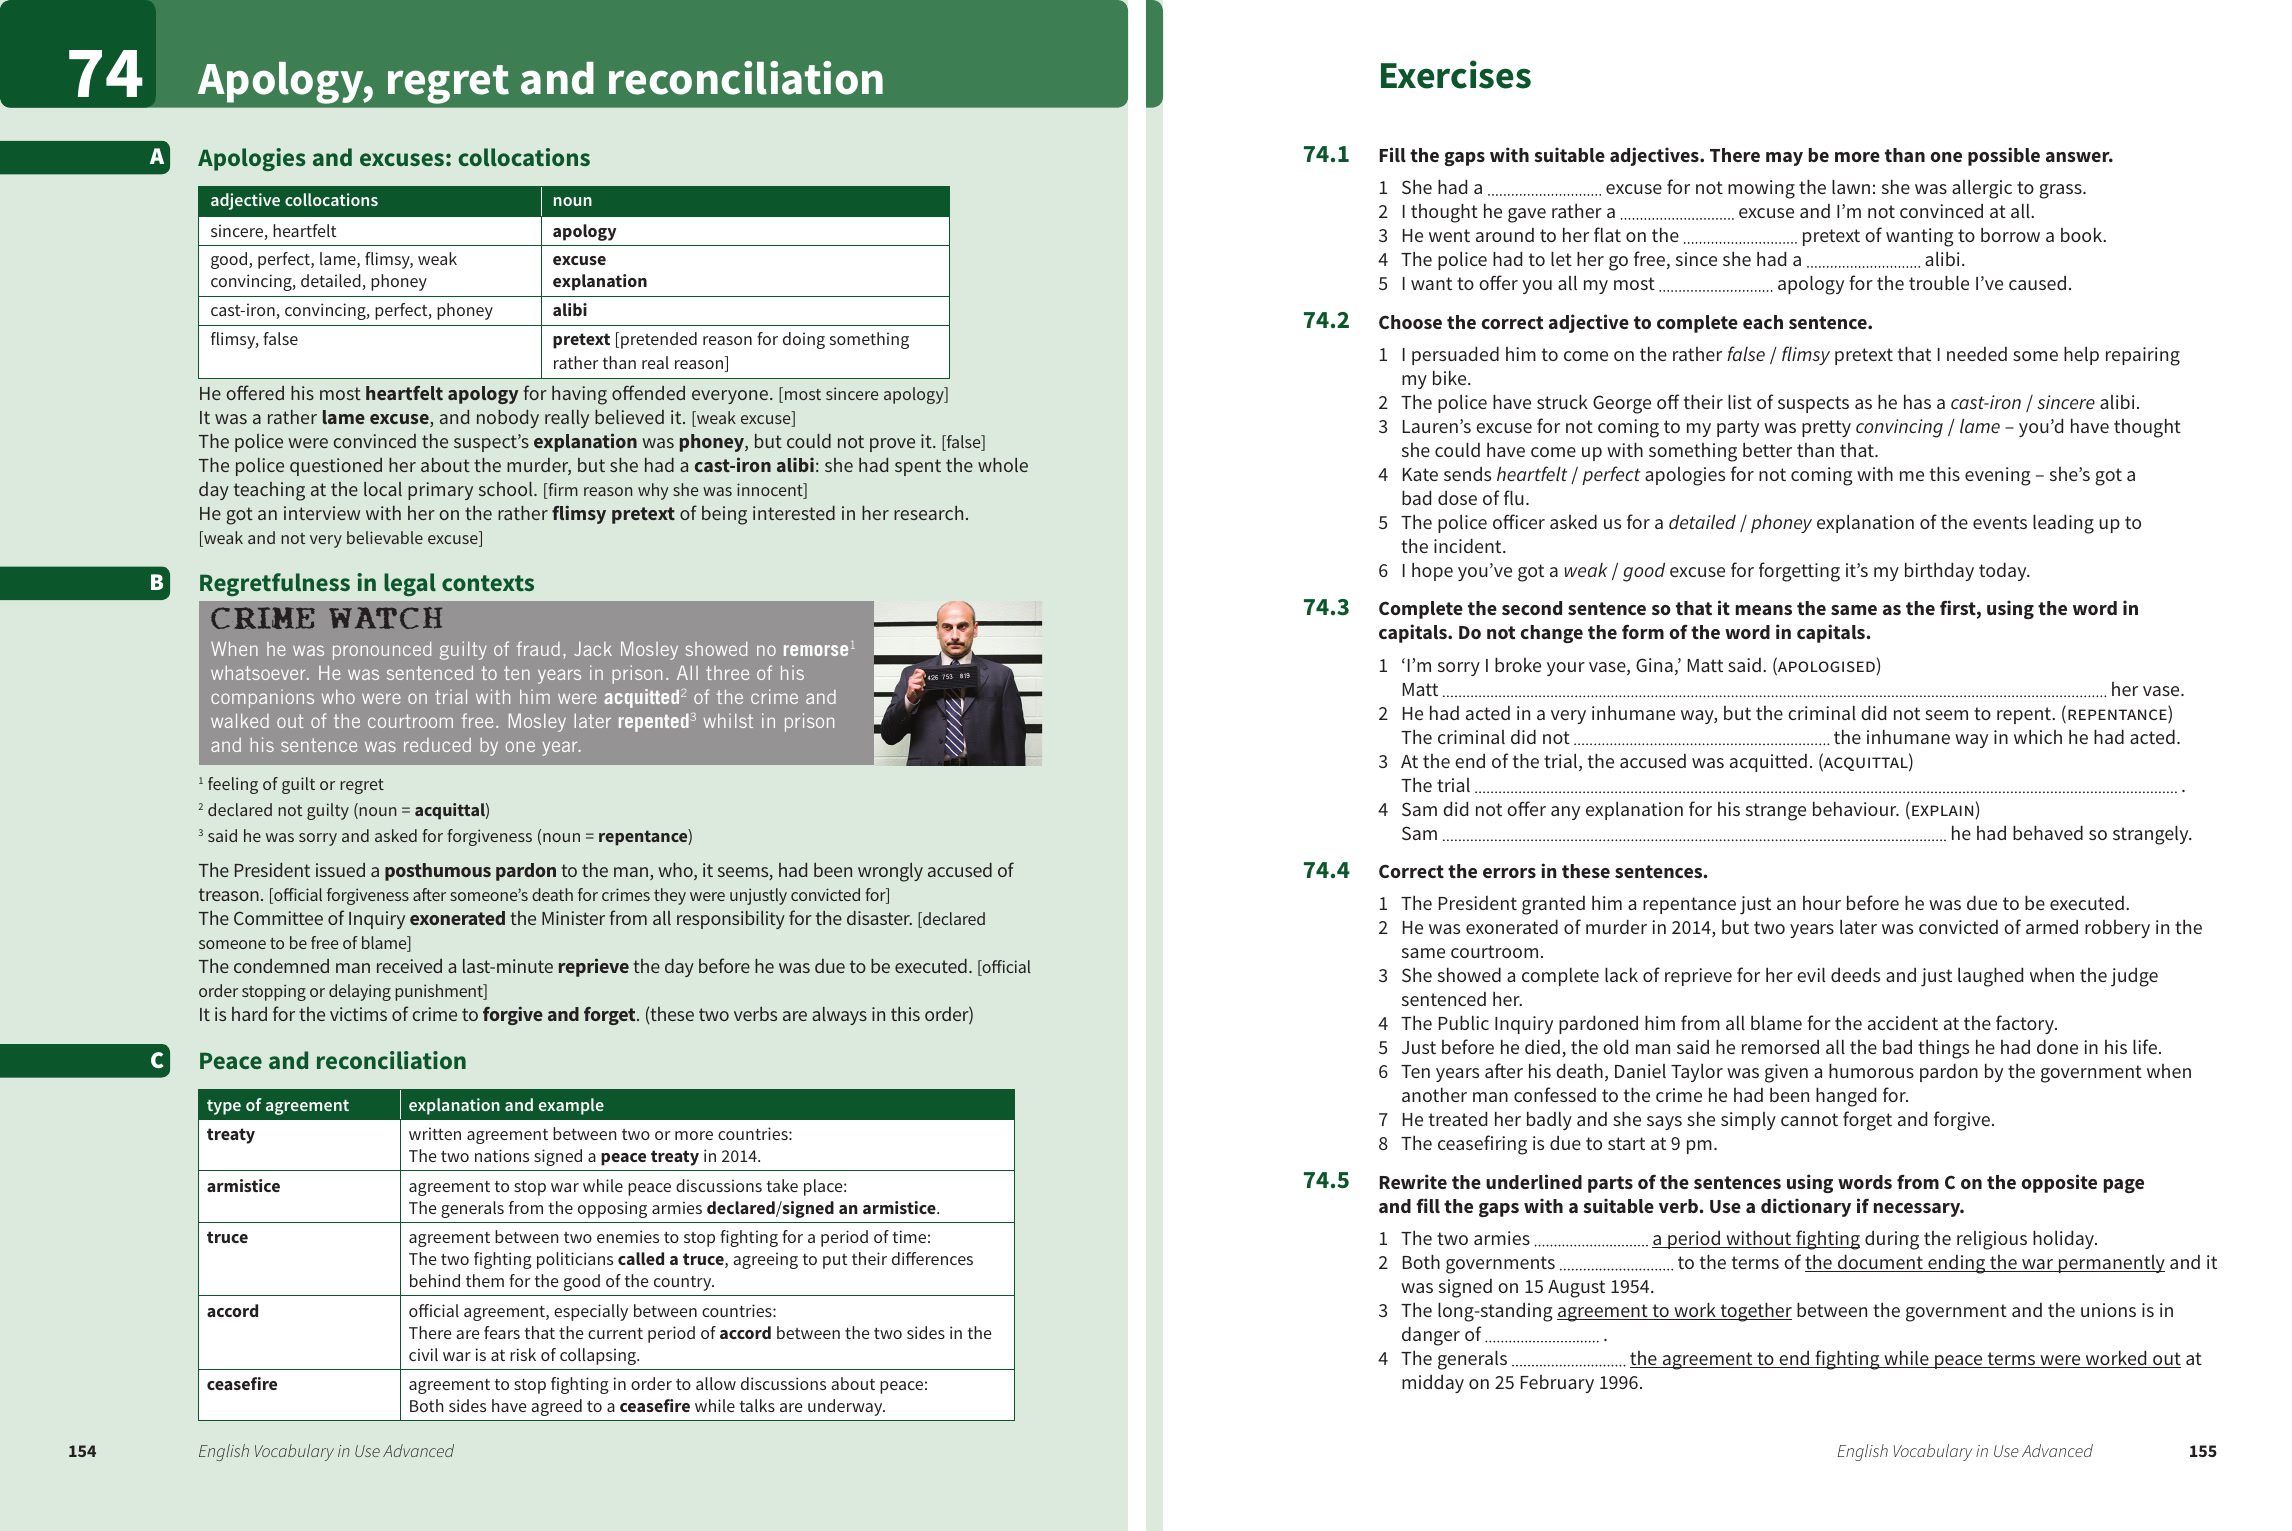 74
Apology, regret and reconciliation
A
Apologies and excuses: collocations
adjective collocations
noun
sincere, heartfelt
apology
good, perfect, lame, flimsy, weak
excuse
convincing, detailed, phoney
explanation
cast-iron, convincing, perfect, phoney
alibi
flimsy, false
pretext [pretended reason for doing something
rather than real reason]
He offered his most heartfelt apology for having offended everyone. [most sincere apology]
It was a rather lame excuse, and nobody really believed it. [weak excuse]
The police were convinced the suspect's explanation was phoney, but could not prove it. [false]
The police questioned her about the murder, but she had a cast-iron alibi: she had spent the whole
day teaching at the local primary school. [firm reason why she was innocent]
He got an interview with her on the rather flimsy pretext of being interested in her research.
[weak and not very believable excuse]
B
Regretfulness in legal contexts
CRIME WATCH
When he was pronounced guilty of fraud, Jack Mosley showed no remorse¹
whatsoever. He was sentenced to ten years in prison. All three of his
companions who were on trial with him were acquitted² of the crime and
walked out of the courtroom free. Mosley later repented³ whilst in prison
and his sentence was reduced by one year.
426 753 819
¹ feeling of guilt or regret
² declared not guilty (noun = acquittal)
³ said he was sorry and asked for forgiveness (noun = repentance)
The President issued a posthumous pardon to the man, who, it seems, had been wrongly accused of
treason. [official forgiveness after someone's death for crimes they were unjustly convicted for]
The Committee of Inquiry exonerated the Minister from all responsibility for the disaster. [declared
someone to be free of blame]
The condemned man received a last-minute reprieve the day before he was due to be executed. [official
order stopping or delaying punishment]
It is hard for the victims of crime to forgive and forget. (these two verbs are always in this order)
C
Peace and reconciliation
type of agreement
explanation and example
treaty
written agreement between two or more countries:
The two nations signed a peace treaty in 2014.
armistice
agreement to stop war while peace discussions take place:
The generals from the opposing armies declared/signed an armistice.
truce
agreement between two enemies to stop fighting for a period of time:
The two fighting politicians called a truce, agreeing to put their differences
behind them for the good of the country.
accord
official agreement, especially between countries:
There are fears that the current period of accord between the two sides in the
civil war is at risk of collapsing.
ceasefire
agreement to stop fighting in order to allow discussions about peace:
Both sides have agreed to a ceasefire while talks are underway.
154
English Vocabulary in Use Advanced
Exercises
74.1 Fill the gaps with suitable adjectives. There may be more than one possible answer.
1 She had a ............................. excuse for not mowing the lawn: she was allergic to grass.
2 I thought he gave rather a ............................. excuse and I'm not convinced at all.
3 He went around to her flat on the ............................. pretext of wanting to borrow a book.
4 The police had to let her go free, since she had a ............................. alibi.
5 I want to offer you all my most ............................. apology for the trouble I've caused.
74.2 Choose the correct adjective to complete each sentence.
1 I persuaded him to come on the rather false / flimsy pretext that I needed some help repairing
my bike.
2 The police have struck George off their list of suspects as he has a cast-iron / sincere alibi.
3 Lauren's excuse for not coming to my party was pretty convincing / lame – you'd have thought
she could have come up with something better than that.
4 Kate sends heartfelt / perfect apologies for not coming with me this evening – she's got a
bad dose of flu.
5 The police officer asked us for a detailed / phoney explanation of the events leading up to
the incident.
6 I hope you've got a weak / good excuse for forgetting it's my birthday today.
74.3 Complete the second sentence so that it means the same as the first, using the word in
capitals. Do not change the form of the word in capitals.
1 'I'm sorry I broke your vase, Gina,' Matt said. (APOLOGISED)
Matt ............................. her vase.
2 He had acted in a very inhumane way, but the criminal did not seem to repent. (REPENTANCE)
The criminal did not ............................. the inhumane way in which he had acted.
3 At the end of the trial, the accused was acquitted. (ACQUITTAL)
The trial ............................. .
4 Sam did not offer any explanation for his strange behaviour. (EXPLAIN)
Sam ............................. he had behaved so strangely.
74.4 Correct the errors in these sentences.
1 The President granted him a repentance just an hour before he was due to be executed.
2 He was exonerated of murder in 2014, but two years later was convicted of armed robbery in the
same courtroom.
3 She showed a complete lack of reprieve for her evil deeds and just laughed when the judge
sentenced her.
4 The Public Inquiry pardoned him from all blame for the accident at the factory.
5 Just before he died, the old man said he remorsed all the bad things he had done in his life.
6 Ten years after his death, Daniel Taylor was given a humorous pardon by the government when
another man confessed to the crime he had been hanged for.
7 He treated her badly and she says she simply cannot forget and forgive.
8 The ceasefiring is due to start at 9 pm.
74.5 Rewrite the underlined parts of the sentences using words from C on the opposite page
and fill the gaps with a suitable verb. Use a dictionary if necessary.
1 The two armies ............................. a period without fighting during the religious holiday.
2 Both governments ............................. to the terms of the document ending the war permanently and it
was signed on 15 August 1954.
3 The long-standing agreement to work together between the government and the unions is in
danger of ............................. .
4 The generals ............................. the agreement to end fighting while peace terms were worked out at
midday on 25 February 1996.
English Vocabulary in Use Advanced
155